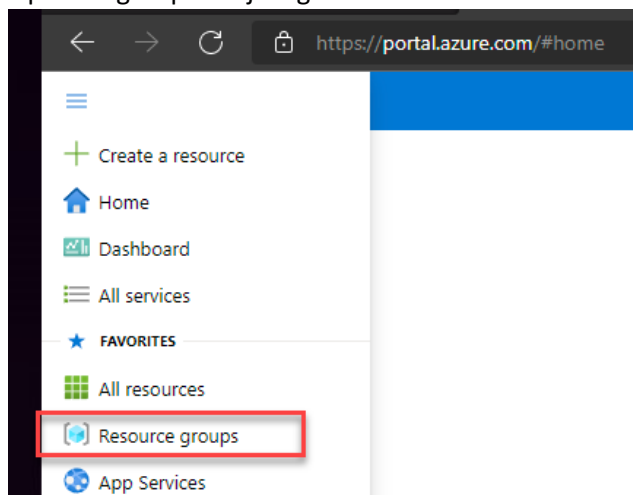 https://portal.azure.com/#home
Create a resource
Home
Dashboard
All services
FAVORITES
All resources
Resource groups
App Services